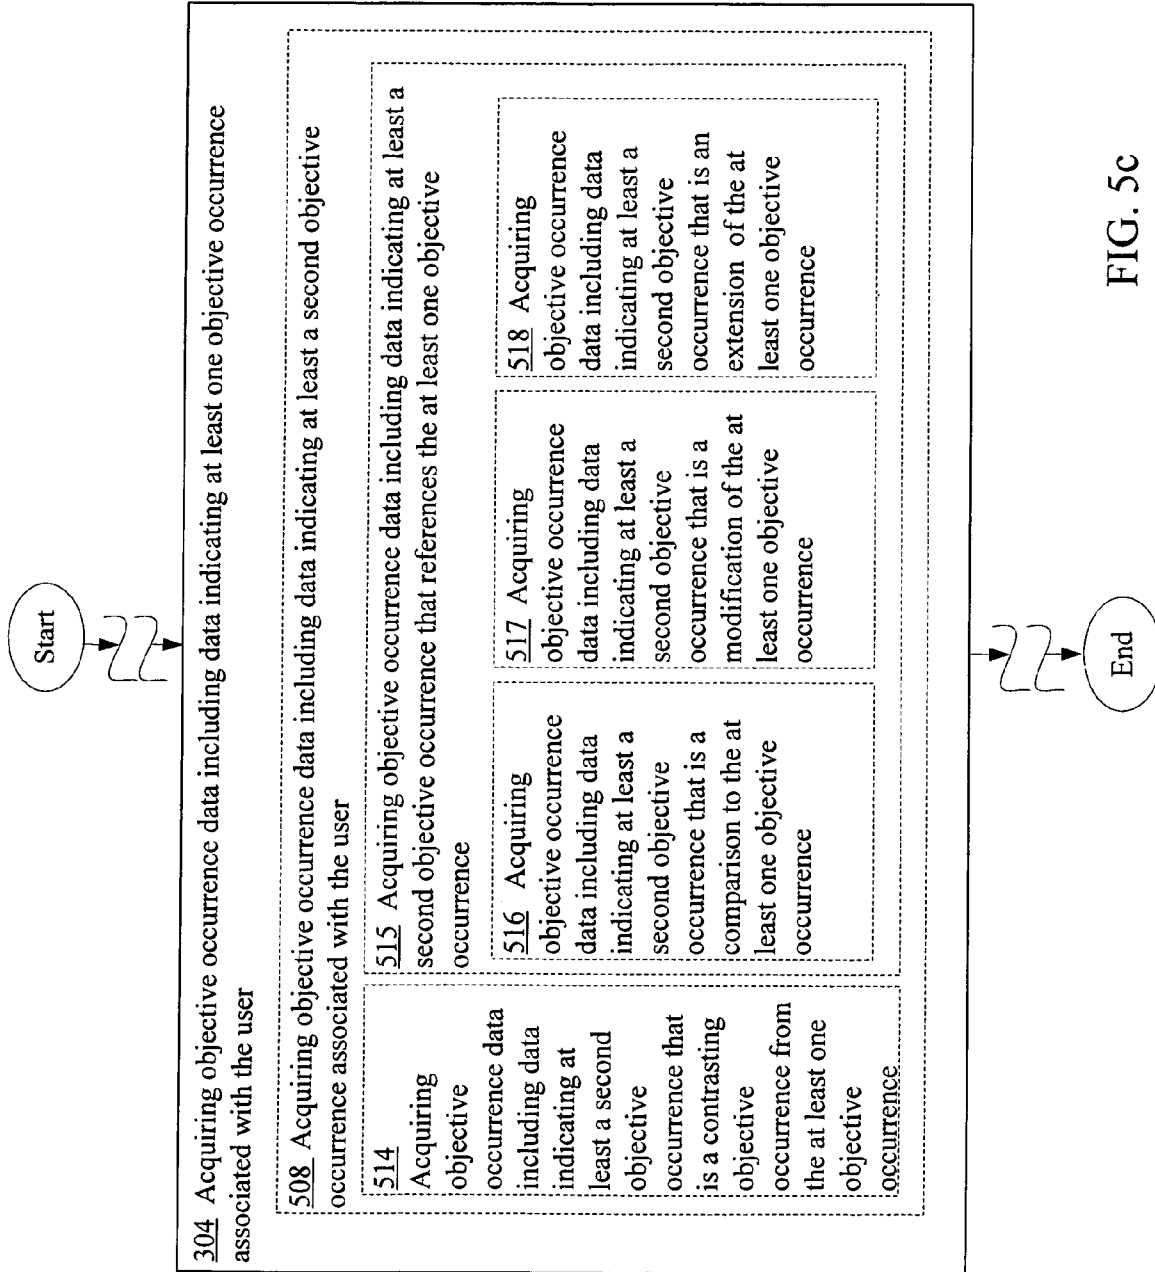 Start
304 Acquiring objective occurrence data including data indicating at least one objective occurrence
associated with the user
508 Acquiring objective occurrence data including data indicating at least a second objective
occurrence associated with the user
514
Acquiring
objective
occurrence data
including data
indicating at
least a second
objective
occurrence that
is a contrasting
objective
occurrence from
the at least one
objective
occurrence
515 Acquiring objective occurrence data including data indicating at least a
second objective occurrence that references the at least one objective
occurrence
516 Acquiring
objective occurrence
data including data
indicating at least a
second objective
occurrence that is a
comparison to the at
least one objective
occurrence
517 Acquiring
objective occurrence
data including data
indicating at least a
second objective
occurrence that is a
modification of the at
least one objective
occurrence
518 Acquiring
objective occurrence
data including data
indicating at least a
second objective
occurrence that is an
extension of the at
least one objective
occurrence
End
FIG. 5c